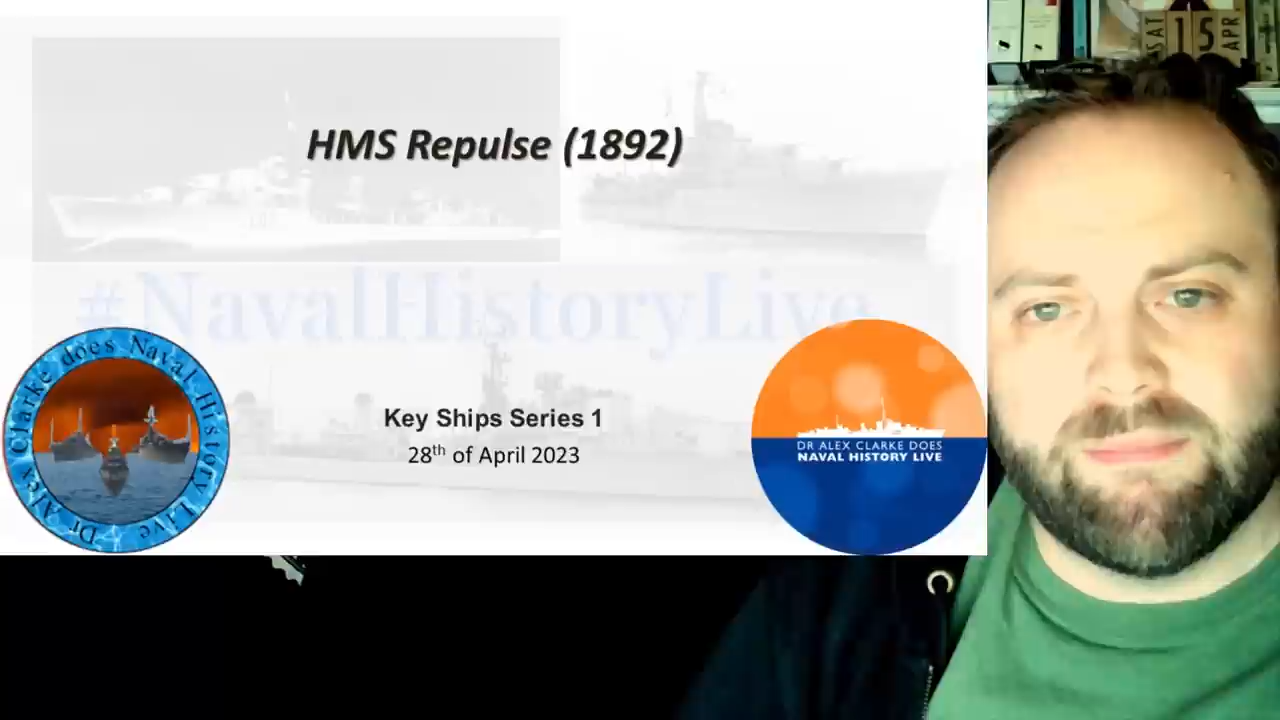 SAT 15 APR
HMS Repulse (1892)
#NavalHistoryLive
Dr Alex Clarke does Naval History Live
Key Ships Series 1
28th of April 2023
DR ALEX CLARKE DOES
NAVAL HISTORY LIVE